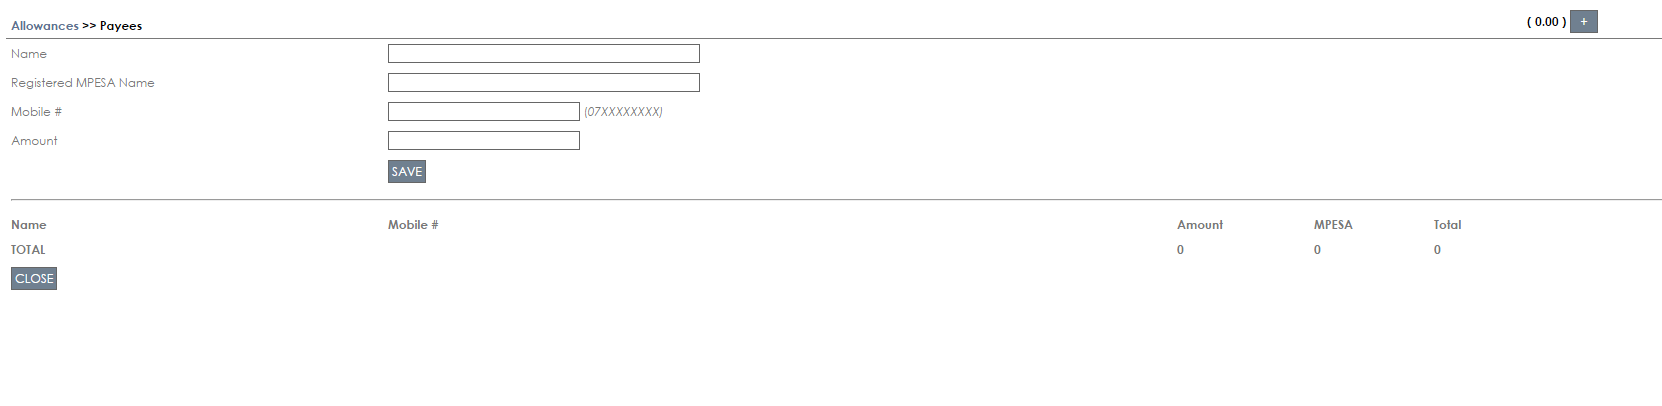 Allowances >> Payees ( 0.00 ) +
Name
Registered MPESA Name
Mobile # (07XXXXXXXX)
Amount
SAVE
Name Mobile # Amount MPESA Total
TOTAL 0 0 0
CLOSE